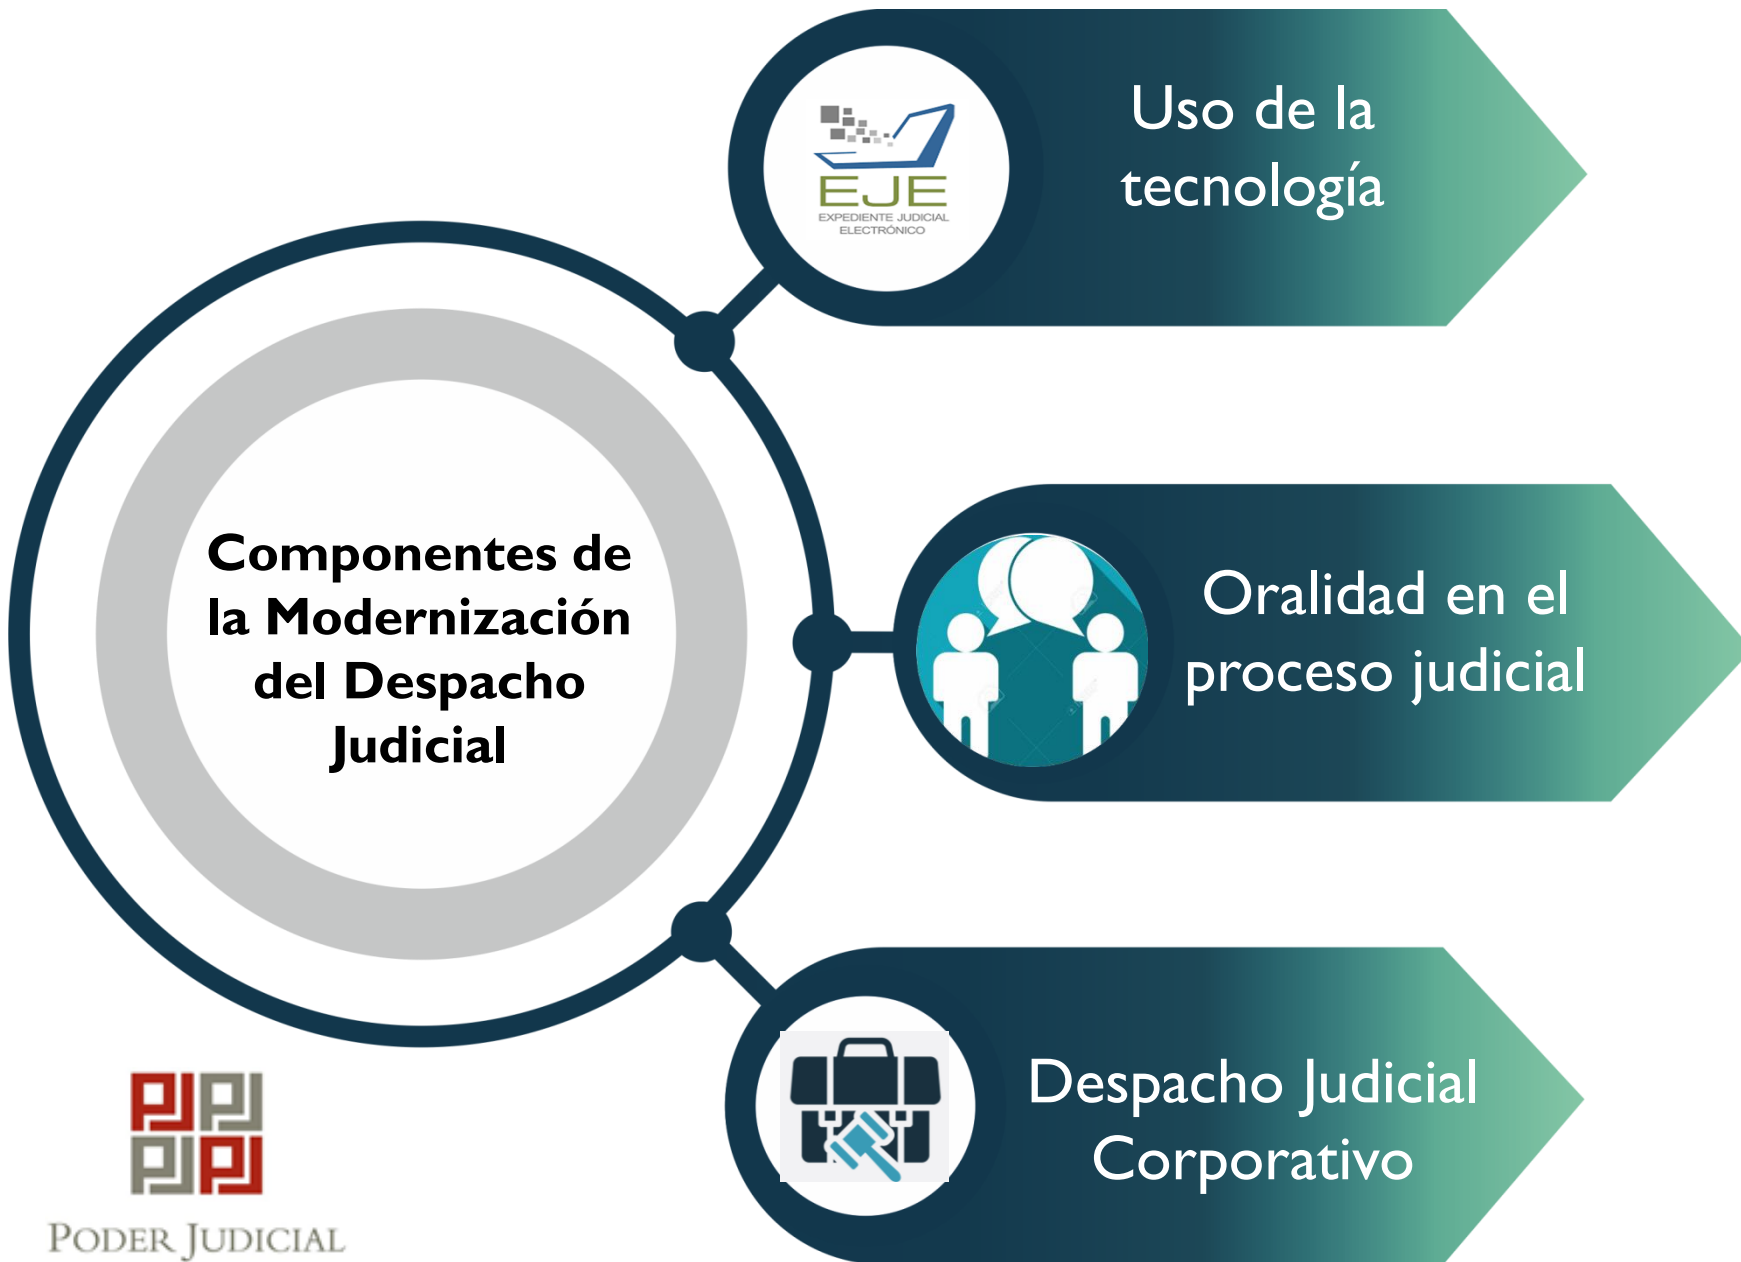 EJE
EXPEDIENTE JUDICIAL
ELECTRÓNICO
Uso de la
tecnología
Componentes de
la Modernización
del Despacho
Judicial
Oralidad en el
proceso judicial
Despacho Judicial
Corporativo
PODER JUDICIAL